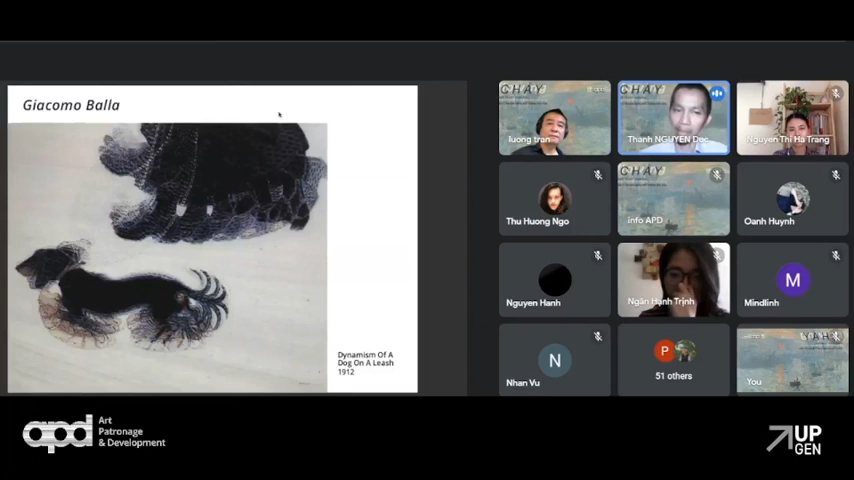 Giacomo Balla
Dynamism Of A
Dog On A Leash
1912
luong tran
Thanh NGUYEN Duc
Nguyen Thi Ha Trang
Thu Huong Ngo
info APD
Oanh Huynh
Nguyen Hanh
Ngân Hạnh Trịnh
M
Mindlinh
N
Nhan Vu
P
51 others
You
apd
Art
Patronage
& Development
UP
GEN